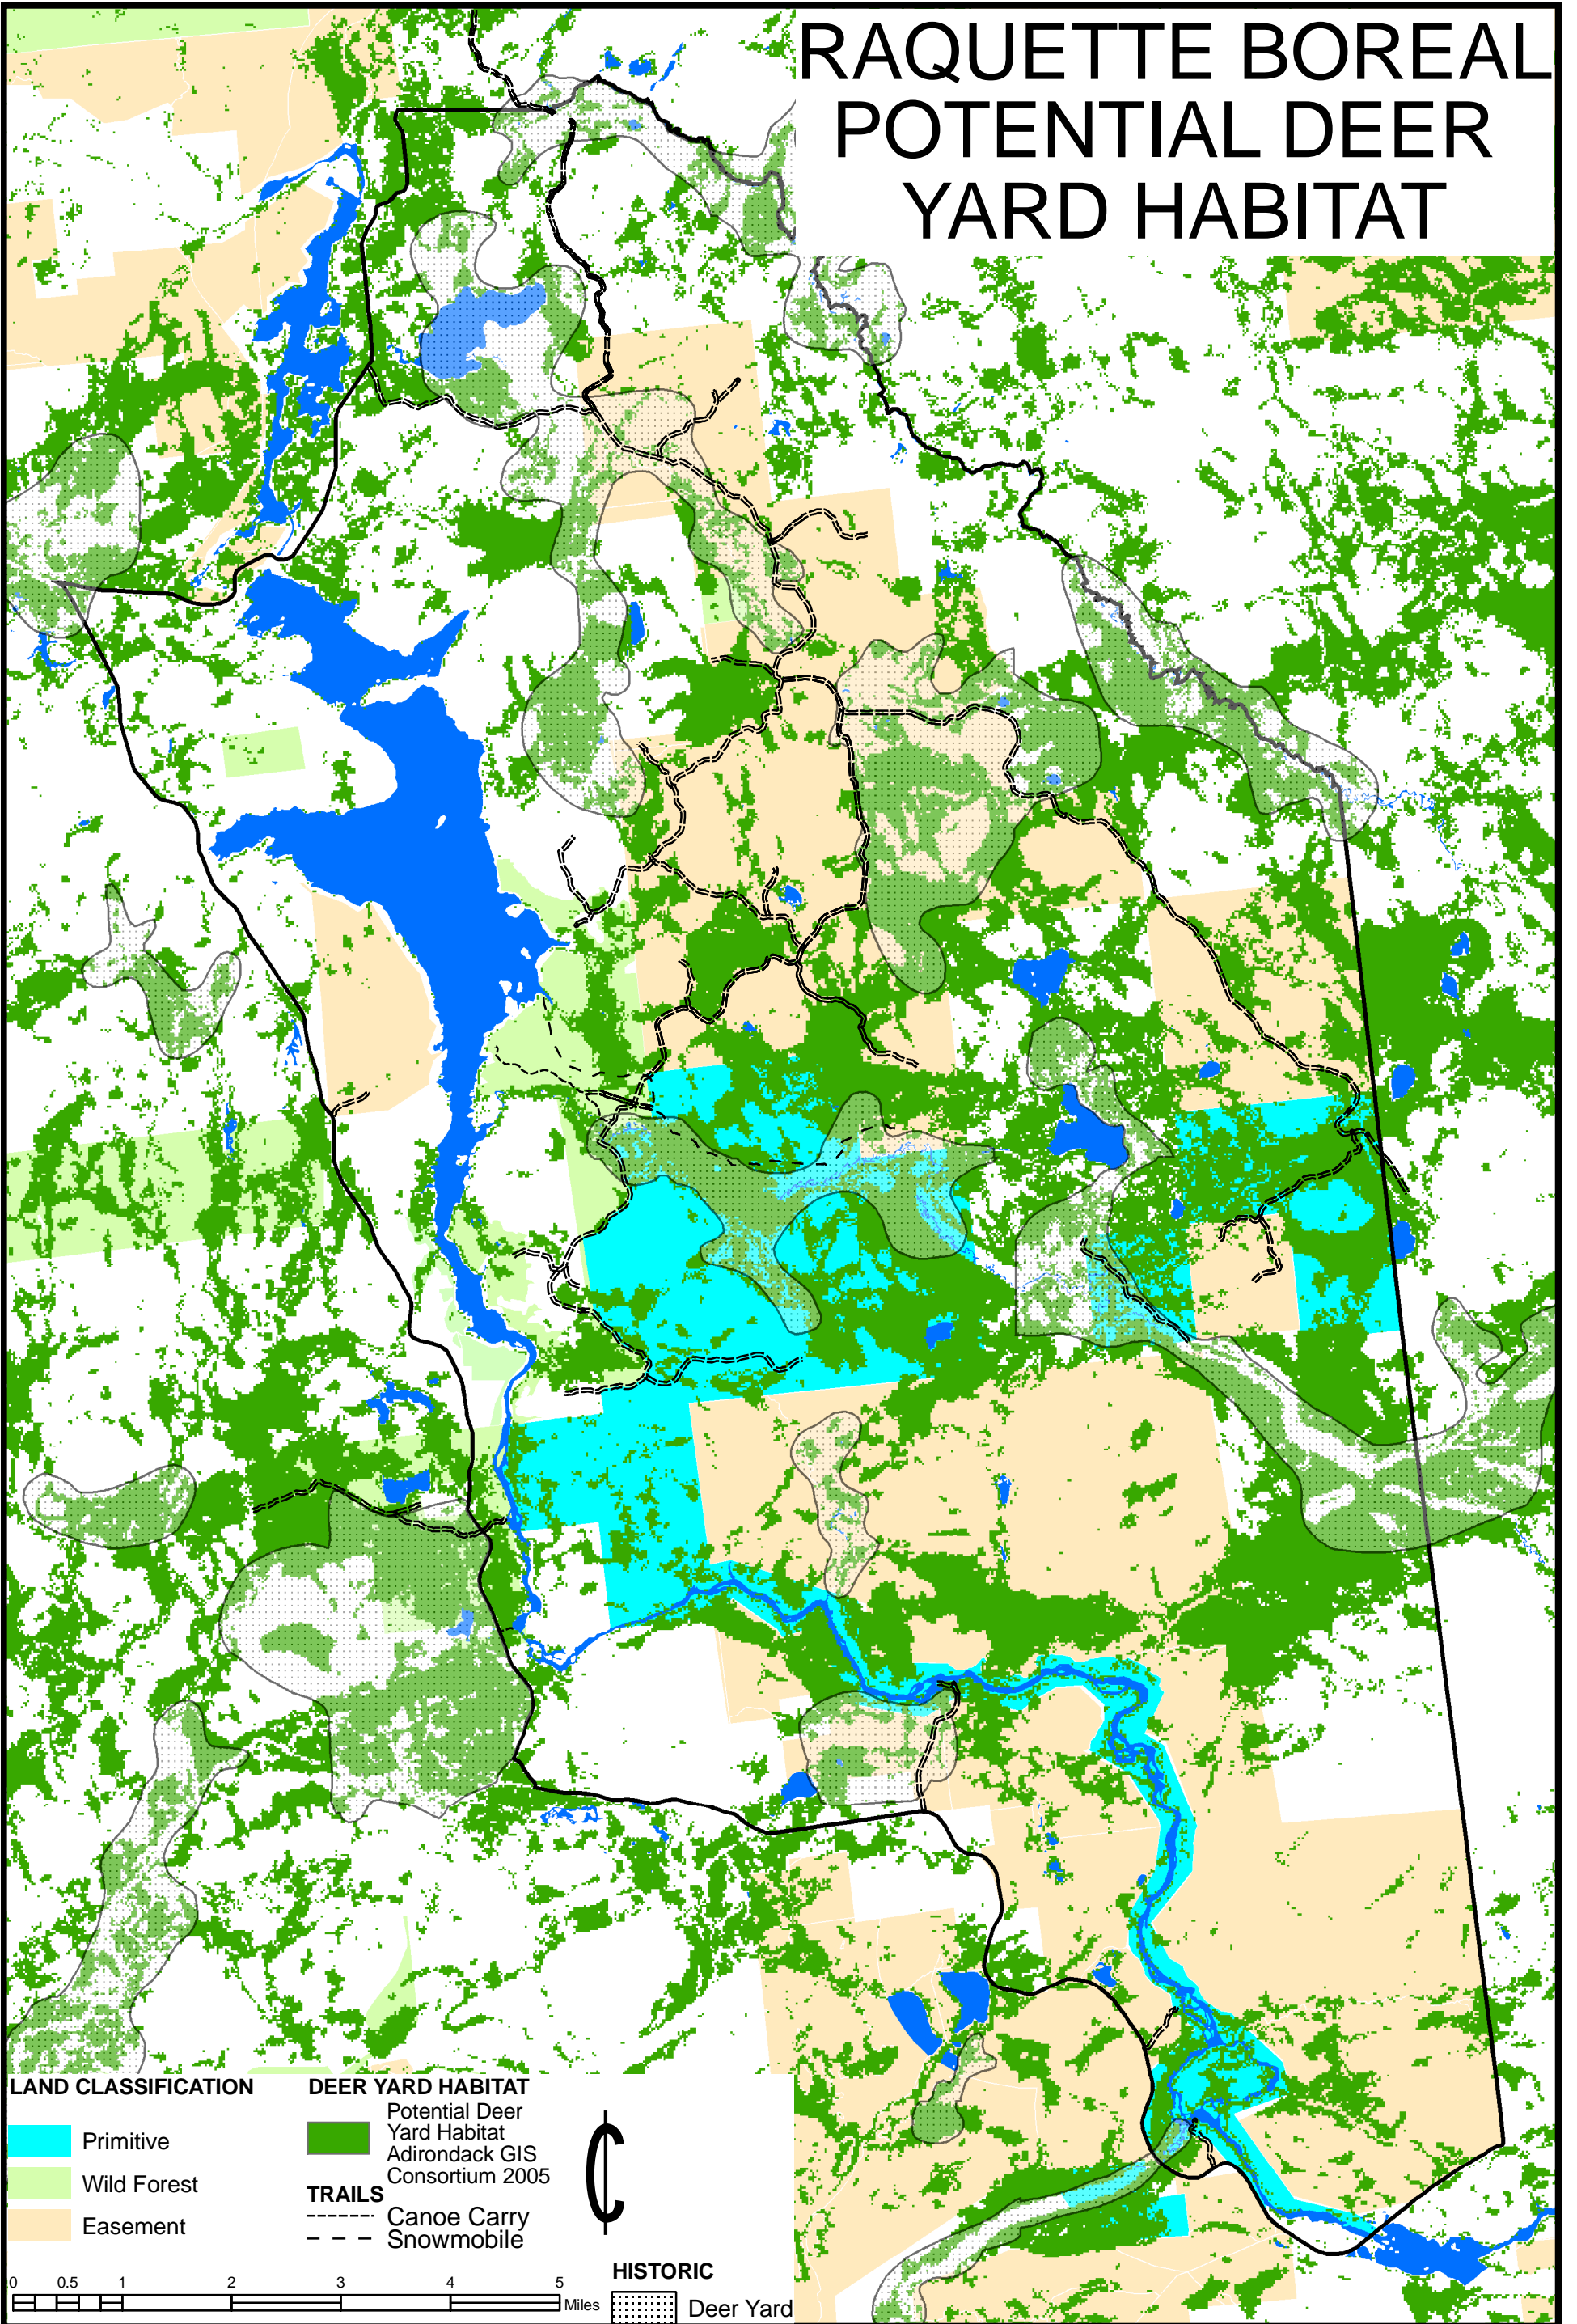 RAQUETTE BOREAL
POTENTIAL DEER
YARD HABITAT
LAND CLASSIFICATION
Primitive
Wild Forest
Easement
DEER YARD HABITAT
Potential Deer
Yard Habitat
Adirondack GIS
Consortium 2005
TRAILS
Canoe Carry
Snowmobile
HISTORIC
Deer Yard
0 0.5 1 2 3 4 5
Miles